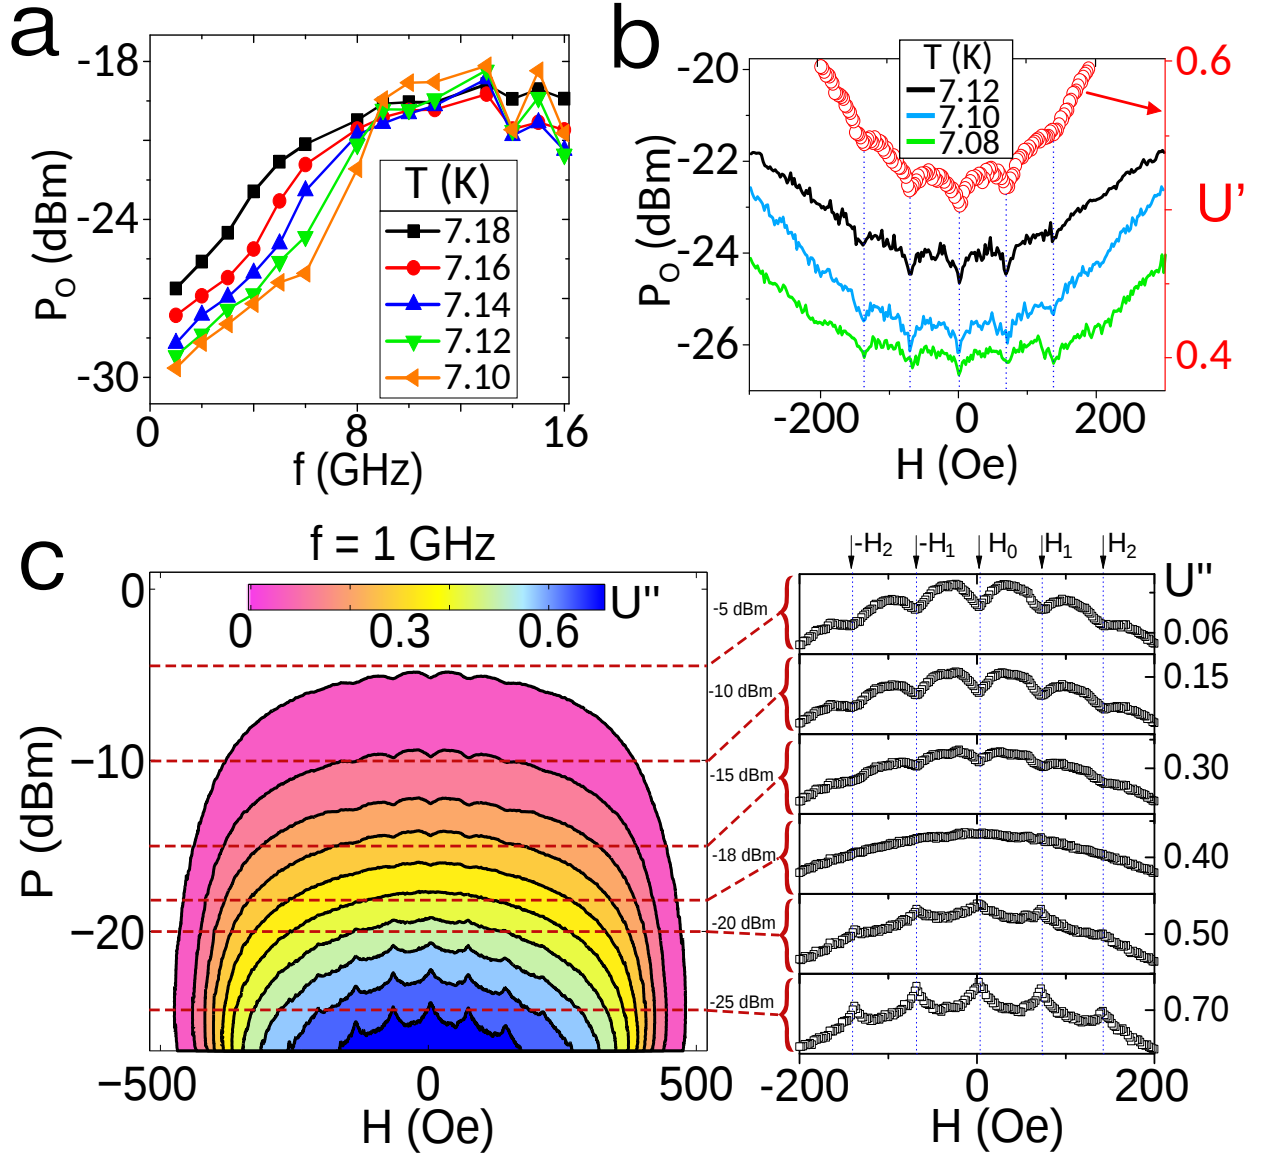 a
-18
-24
-30
P_O (dBm)
T (K)
7.18
7.16
7.14
7.12
7.10
0
8
16
f (GHz)
b
-20
-22
-24
-26
P_O (dBm)
T (K)
7.12
7.10
7.08
0.6
U’
0.4
-200
0
200
H (Oe)
c
f = 1 GHz
0
−10
−20
P (dBm)
U"
0
0.3
0.6
−500
0
500
H (Oe)
-H₂
-H₁
H₀
H₁
H₂
U"
-5 dBm
0.06
-10 dBm
0.15
-15 dBm
0.30
-18 dBm
0.40
-20 dBm
0.50
-25 dBm
0.70
-200
0
200
H (Oe)